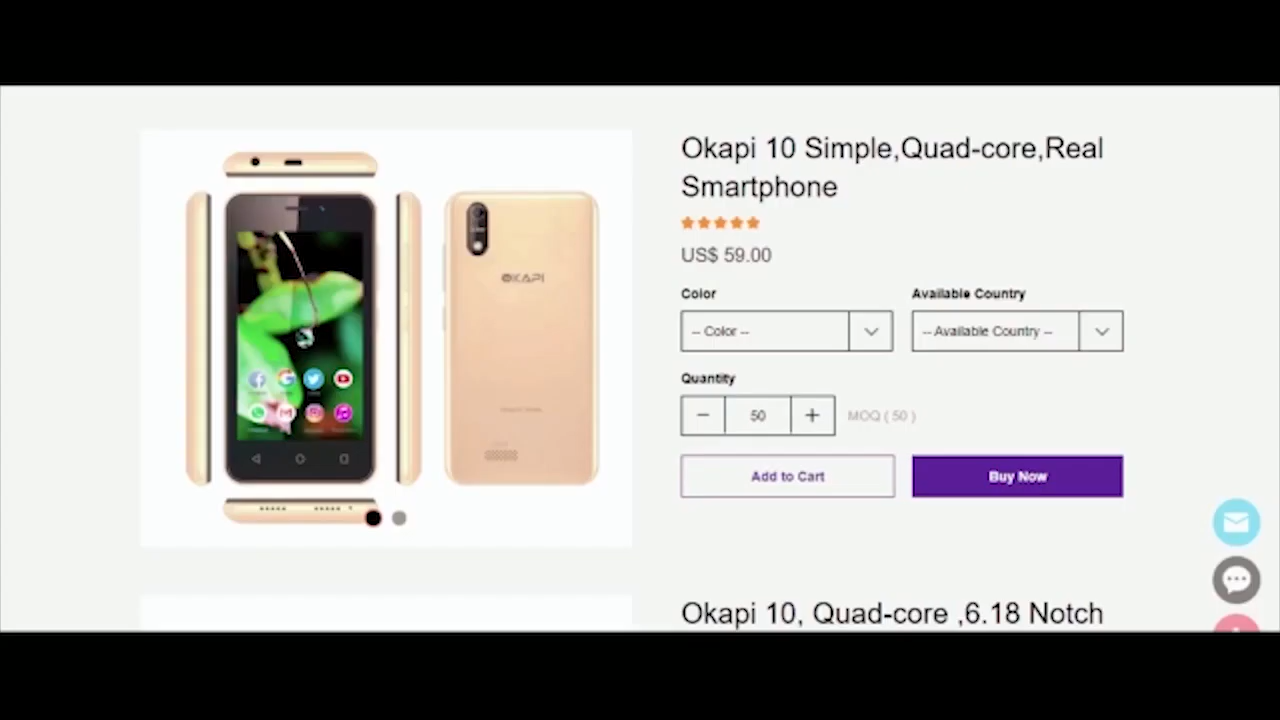 Okapi 10 Simple,Quad-core,Real
Smartphone
US$ 59.00
Color
Available Country
-- Color --
-- Available Country --
Quantity
− 50 +
MOQ ( 50 )
Add to Cart
Buy Now
OKAPI
Okapi 10, Quad-core ,6.18 Notch